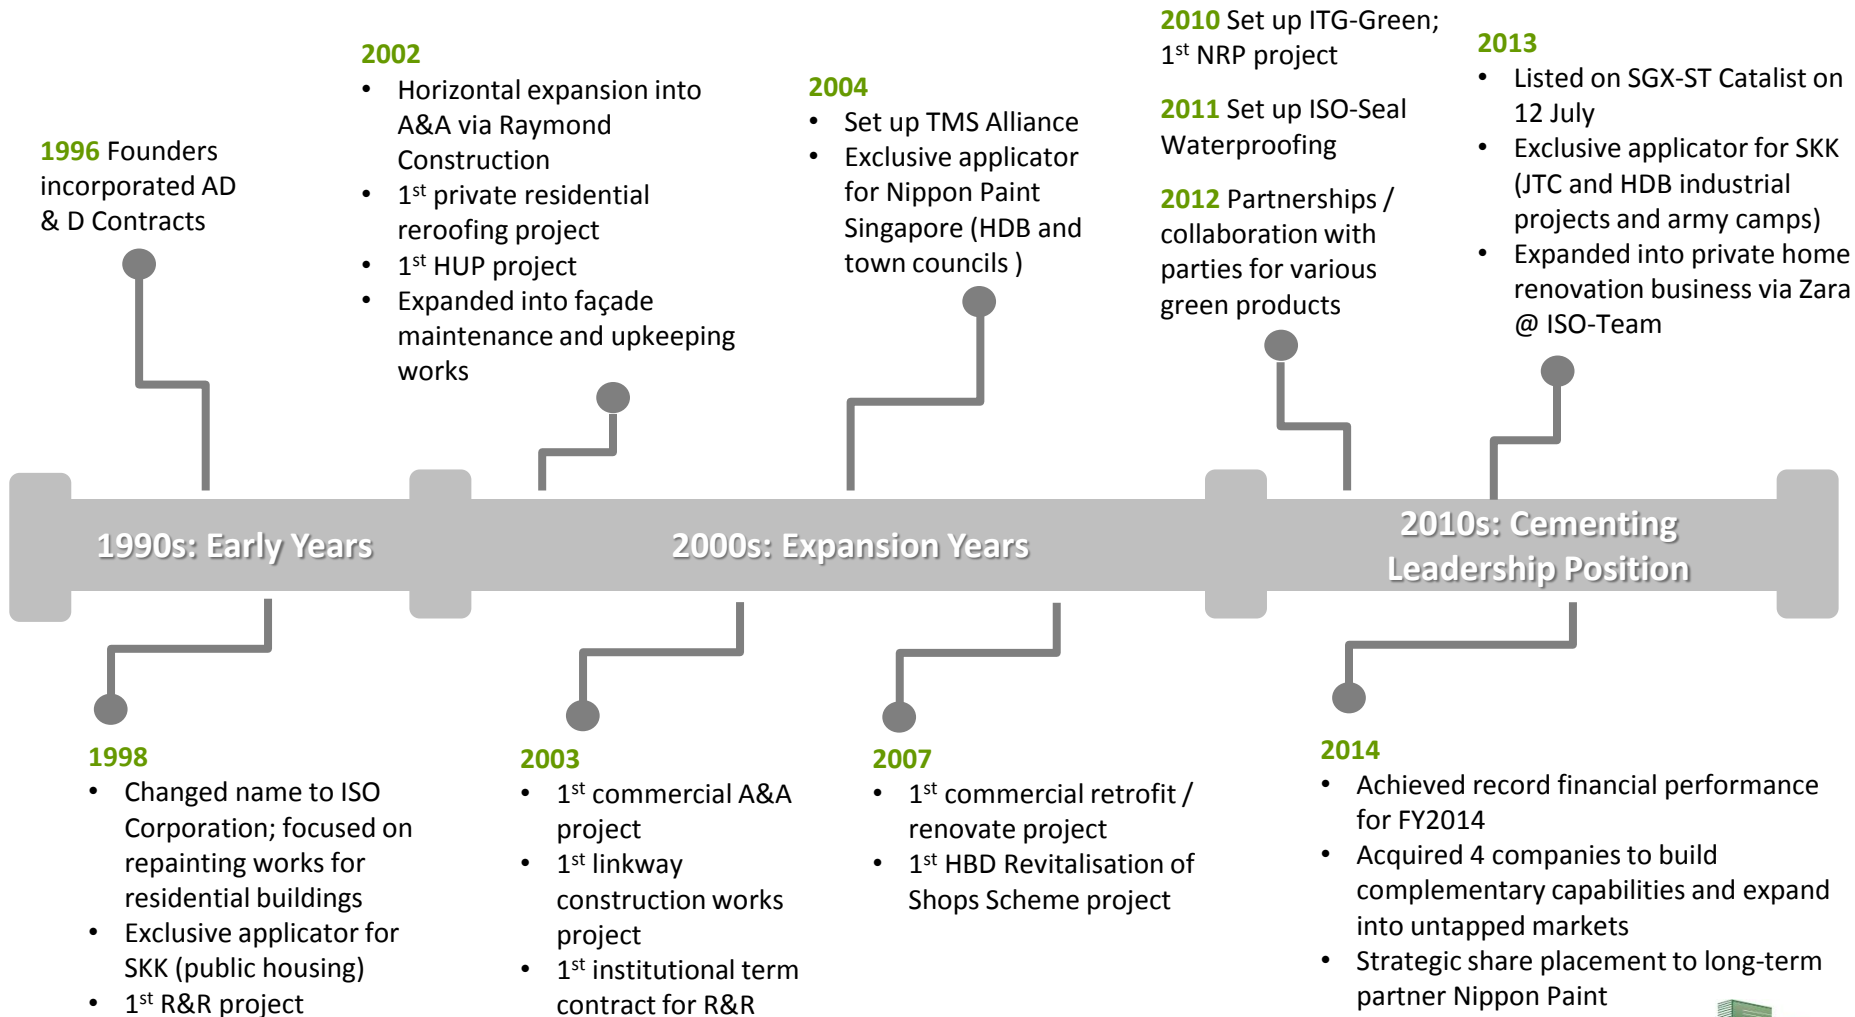 1996 Founders
incorporated AD
& D Contracts
2002
• Horizontal expansion into
A&A via Raymond
Construction
• 1st private residential
reroofing project
• 1st HUP project
• Expanded into façade
maintenance and upkeeping
works
2004
• Set up TMS Alliance
• Exclusive applicator
for Nippon Paint
Singapore (HDB and
town councils )
2010 Set up ITG-Green;
1st NRP project
2011 Set up ISO-Seal
Waterproofing
2012 Partnerships /
collaboration with
parties for various
green products
2013
• Listed on SGX-ST Catalist on
12 July
• Exclusive applicator for SKK
(JTC and HDB industrial
projects and army camps)
• Expanded into private home
renovation business via Zara
@ ISO-Team
1990s: Early Years
2000s: Expansion Years
2010s: Cementing
Leadership Position
1998
• Changed name to ISO
Corporation; focused on
repainting works for
residential buildings
• Exclusive applicator for
SKK (public housing)
• 1st R&R project
2003
• 1st commercial A&A
project
• 1st linkway
construction works
project
• 1st institutional term
contract for R&R
2007
• 1st commercial retrofit /
renovate project
• 1st HBD Revitalisation of
Shops Scheme project
2014
• Achieved record financial performance
for FY2014
• Acquired 4 companies to build
complementary capabilities and expand
into untapped markets
• Strategic share placement to long-term
partner Nippon Paint